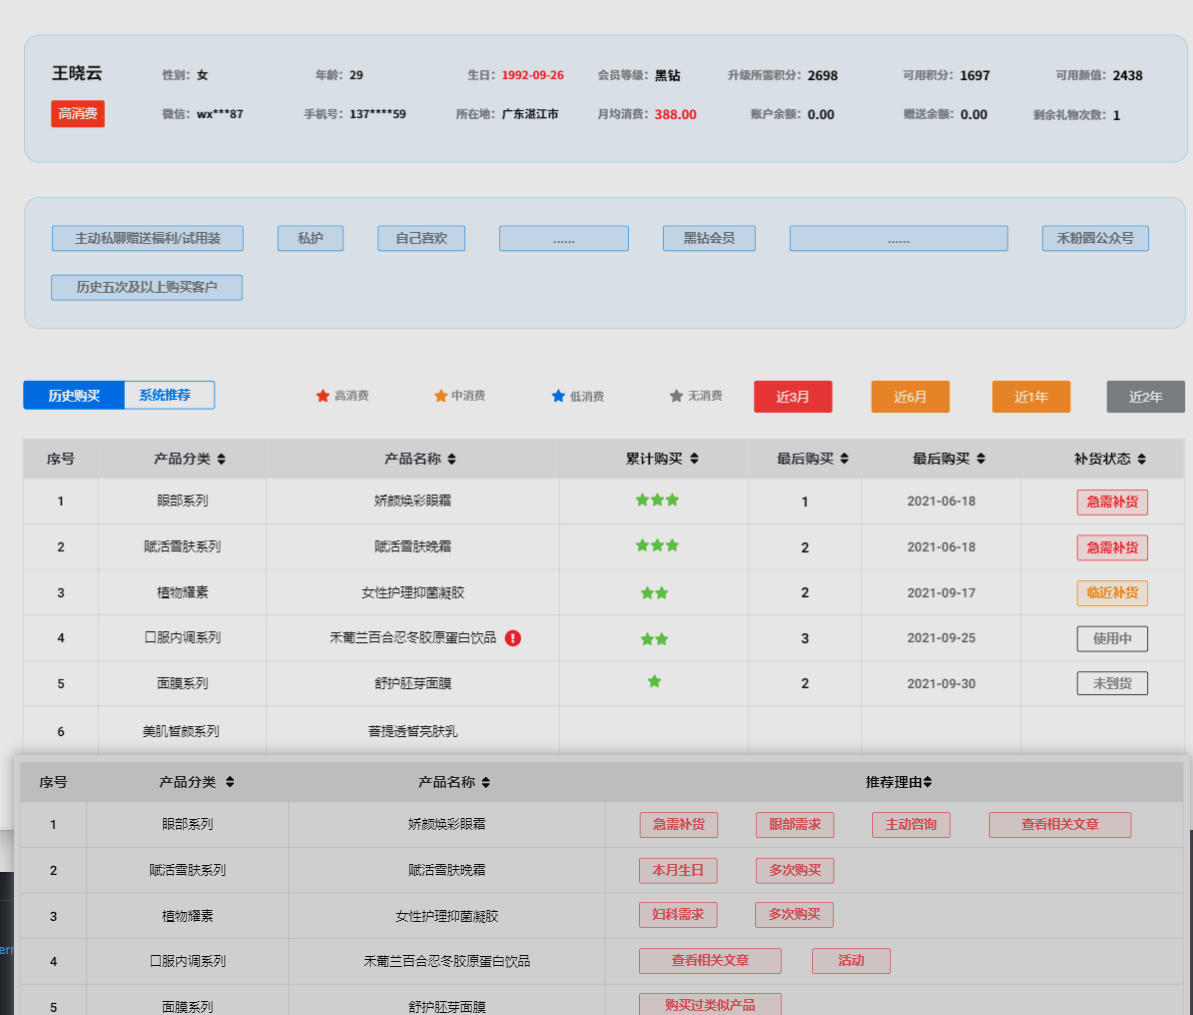 王晓云 性别：女 年龄：29 生日：1992-09-26 会员等级：黑钻 升级所需积分：2698 可用积分：1697 可用颜值：2438
高消费 微信：wx***87 手机号：137****59 所在地：广东湛江市 月均消费：388.00 账户余额：0.00 赠送余额：0.00 剩余礼物次数：1
主动私聊赠送福利/试用装 私护 自己喜欢 ...... 黑钻会员 ...... 禾粉圈公众号
历史五次及以上购买客户
历史购买 系统推荐 高消费 中消费 低消费 无消费 近3月 近6月 近1年 近2年
序号 产品分类 产品名称 累计购买 最后购买 最后购买 补货状态
1 眼部系列 娇颜焕彩眼霜 1 2021-06-18 急需补货
2 赋活雪肤系列 赋活雪肤晚霜 2 2021-06-18 急需补货
3 植物耀素 女性护理抑菌凝胶 2 2021-09-17 临近补货
4 口服内调系列 禾葡兰百合忍冬胶原蛋白饮品 3 2021-09-25 使用中
5 面膜系列 舒护胚芽面膜 2 2021-09-30 未到货
6 美肌皙颜系列 菩提透皙亮肤乳
序号 产品分类 产品名称 推荐理由
1 眼部系列 娇颜焕彩眼霜 急需补货 眼部需求 主动咨询 查看相关文章
2 赋活雪肤系列 赋活雪肤晚霜 本月生日 多次购买
3 植物耀素 女性护理抑菌凝胶 妇科需求 多次购买
4 口服内调系列 禾葡兰百合忍冬胶原蛋白饮品 查看相关文章 活动
5 面膜系列 舒护胚芽面膜 购买过类似产品